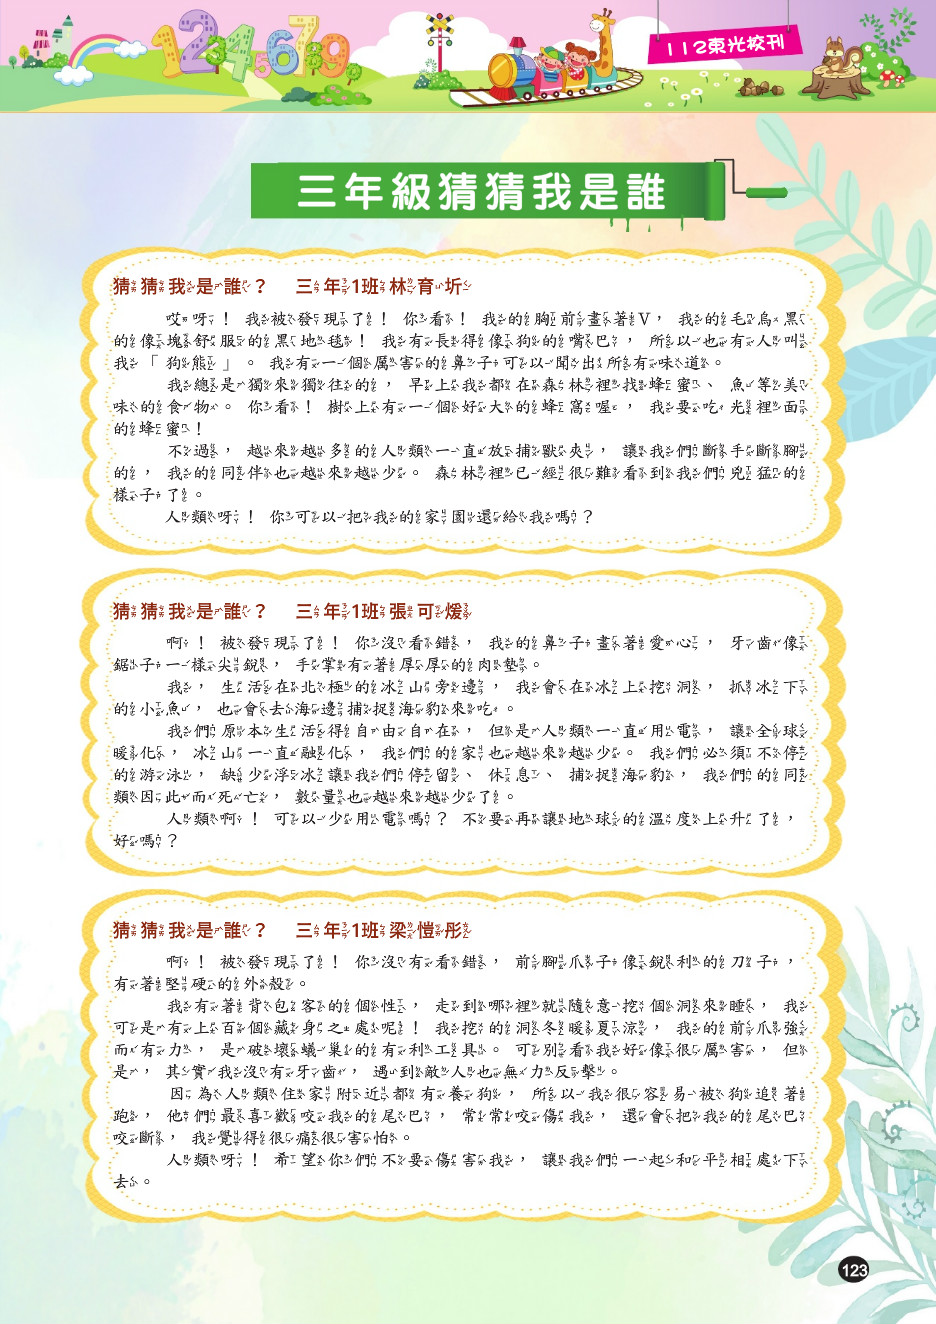 112東光校刊
三年級猜猜我是誰
猜猜我是誰？　三年1班林育圻
哎呀！我被發現了！你看！我的胸前畫著V，我的毛烏黑
的像塊舒服的黑地毯！我有長得像狗的嘴巴，所以也有人叫
我「狗熊」。我有一個厲害的鼻子可以聞出所有味道。
我總是獨來獨往的，早上我都在森林裡找蜂蜜、魚等美
味的食物。你看！樹上有一個好大的蜂窩喔，我要吃光裡面
的蜂蜜！
不過，越來越多的人類一直放捕獸夾，讓我們斷手斷腳
的，我的同伴也越來越少。森林裡已經很難看到我們兇猛的
樣子了。
人類呀！你可以把我的家園還給我嗎？
猜猜我是誰？　三年1班張可煖
啊！被發現了！你沒看錯，我的鼻子畫著愛心，牙齒像
鋸子一樣尖銳，手掌有著厚厚的肉墊。
我，生活在北極的冰山旁邊，我會在冰上挖洞，抓冰下
的小魚，也會去海邊捕捉海豹來吃。
我們原本生活得自由自在，但是人類一直用電，讓全球
暖化，冰山一直融化，我們的家也越來越少。我們必須不停
的游泳，缺少浮冰讓我們停留、休息、捕捉海豹，我們的同
類因此而死亡，數量也越來越少了。
人類啊！可以少用電嗎？不要再讓地球的溫度上升了，
好嗎？
猜猜我是誰？　三年1班梁愷彤
啊！被發現了！你沒有看錯，前腳爪子像銳利的刀子，
有著堅硬的外殼。
我有著背包客的個性，走到哪裡就隨意挖個洞來睡，我
可是有上百個藏身之處呢！我挖的洞冬暖夏涼，我的前爪強
而有力，是破壞蟻巢的有利工具。可別看我好像很厲害，但
是，其實我沒有牙齒，遇到敵人也無力反擊。
因為人類住家附近都有養狗，所以我很容易被狗追著
跑，他們最喜歡咬我的尾巴，常常咬傷我，還會把我的尾巴
咬斷，我覺得很痛很害怕。
人類呀！希望你們不要傷害我，讓我們一起和平相處下
去。
123